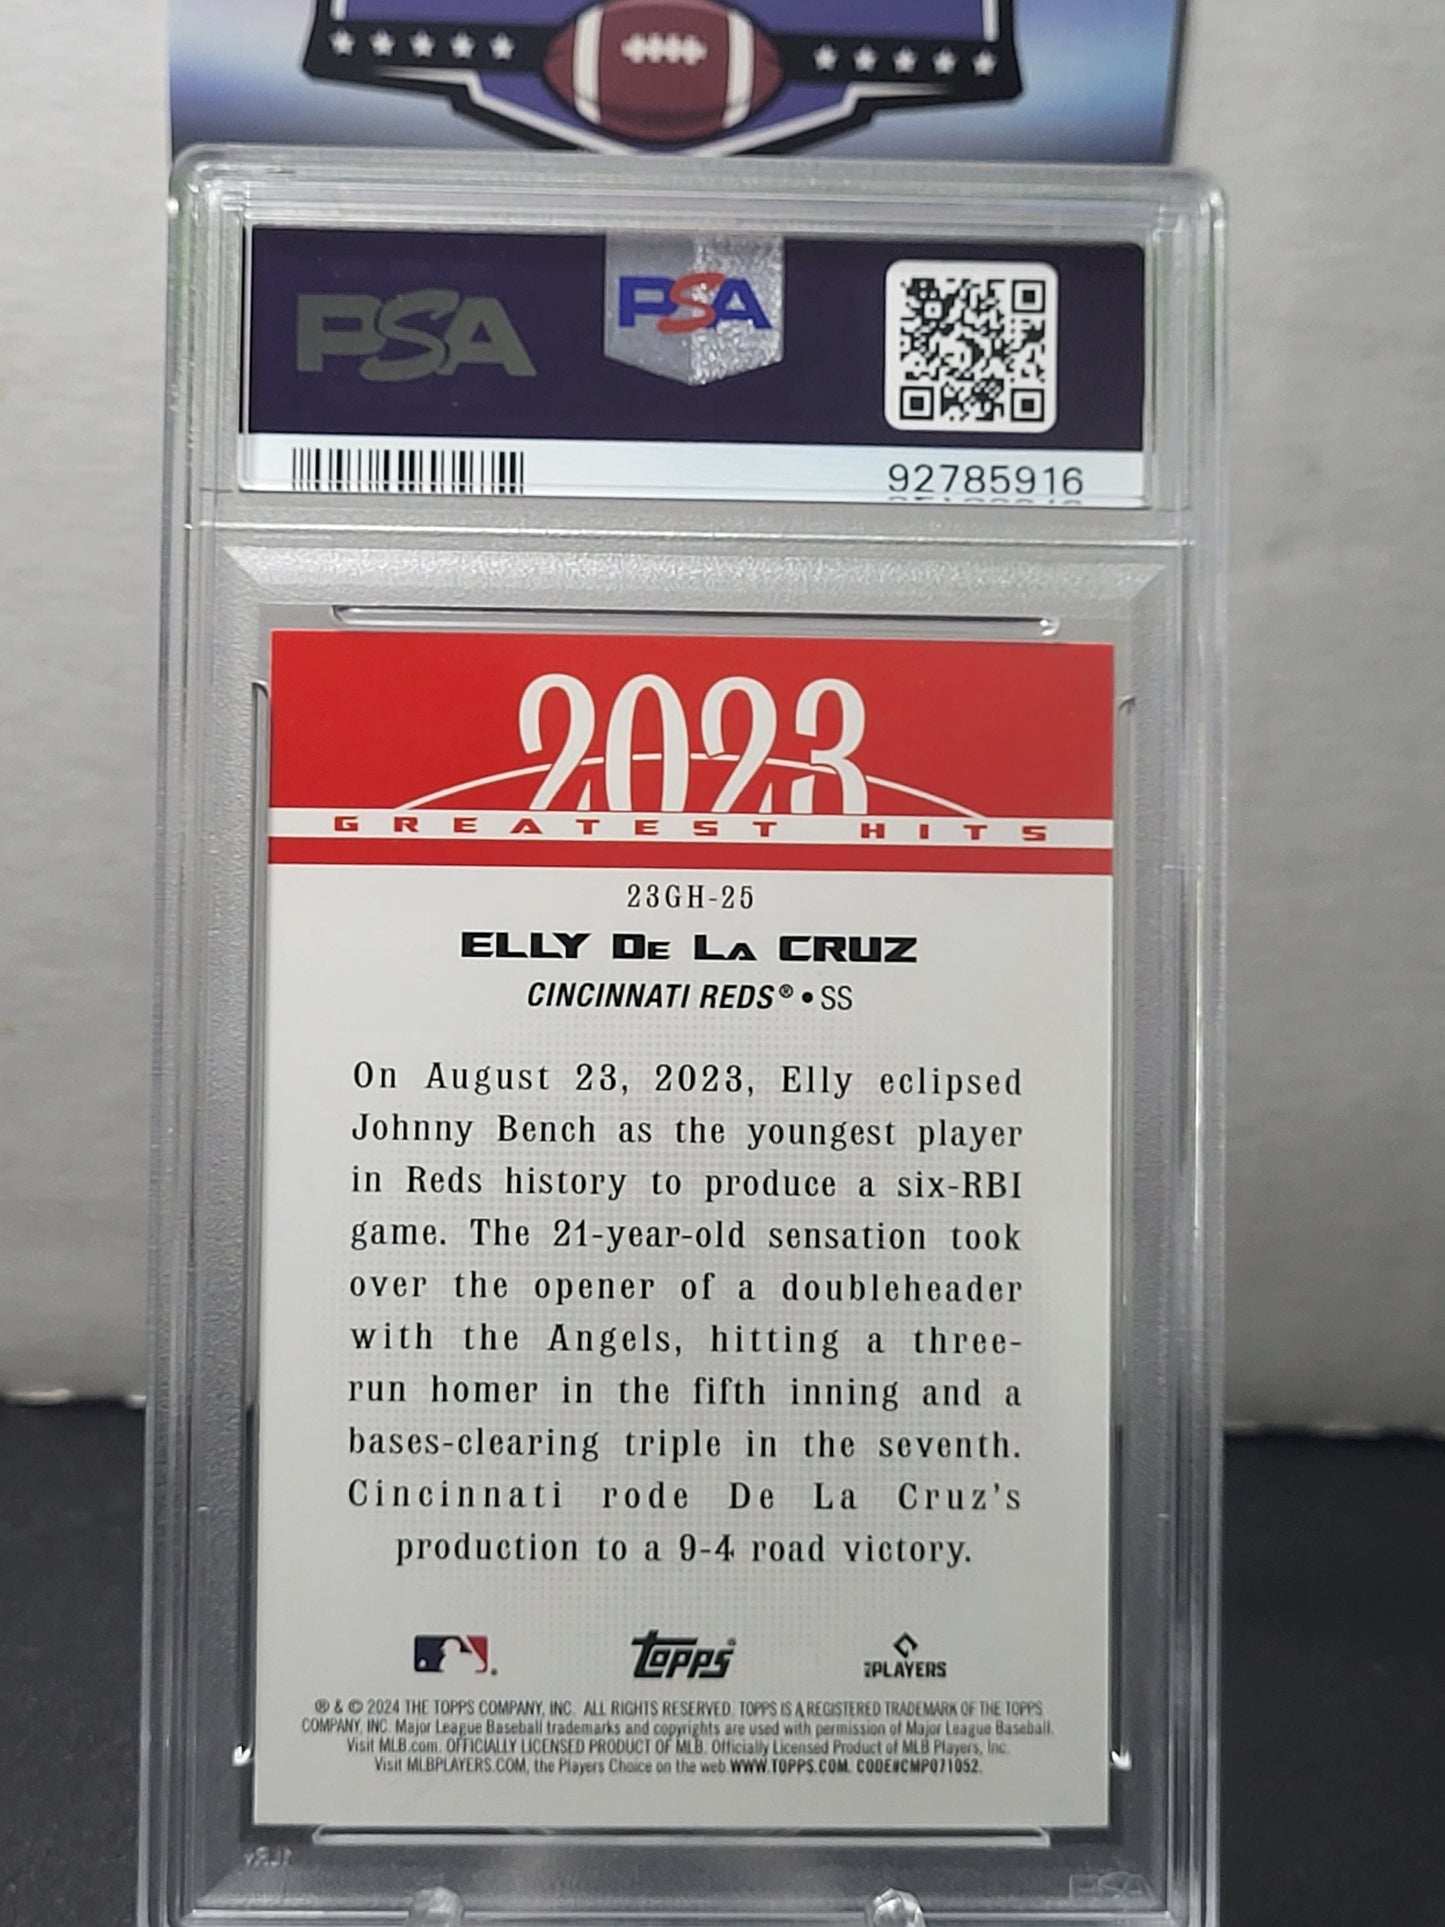 PSA
PSA
92785916
2023
GREATEST HITS
23GH-25
ELLY DE LA CRUZ
CINCINNATI REDS® • SS
On August 23, 2023, Elly eclipsed
Johnny Bench as the youngest player
in Reds history to produce a six-RBI
game. The 21-year-old sensation took
over the opener of a doubleheader
with the Angels, hitting a three-
run homer in the fifth inning and a
bases-clearing triple in the seventh.
Cincinnati rode De La Cruz's
production to a 9-4 road victory.
topps
PLAYERS
® & © 2024 THE TOPPS COMPANY, INC. ALL RIGHTS RESERVED. TOPPS IS A REGISTERED TRADEMARK OF THE TOPPS
COMPANY, INC. Major League Baseball trademarks and copyrights are used with permission of Major League Baseball.
Visit MLB.com. OFFICIALLY LICENSED PRODUCT OF MLB. Officially Licensed Product of MLB Players, Inc.
Visit MLBPLAYERS.COM, the Players Choice on the web. WWW.TOPPS.COM. CODE#CMP071052.
PSA